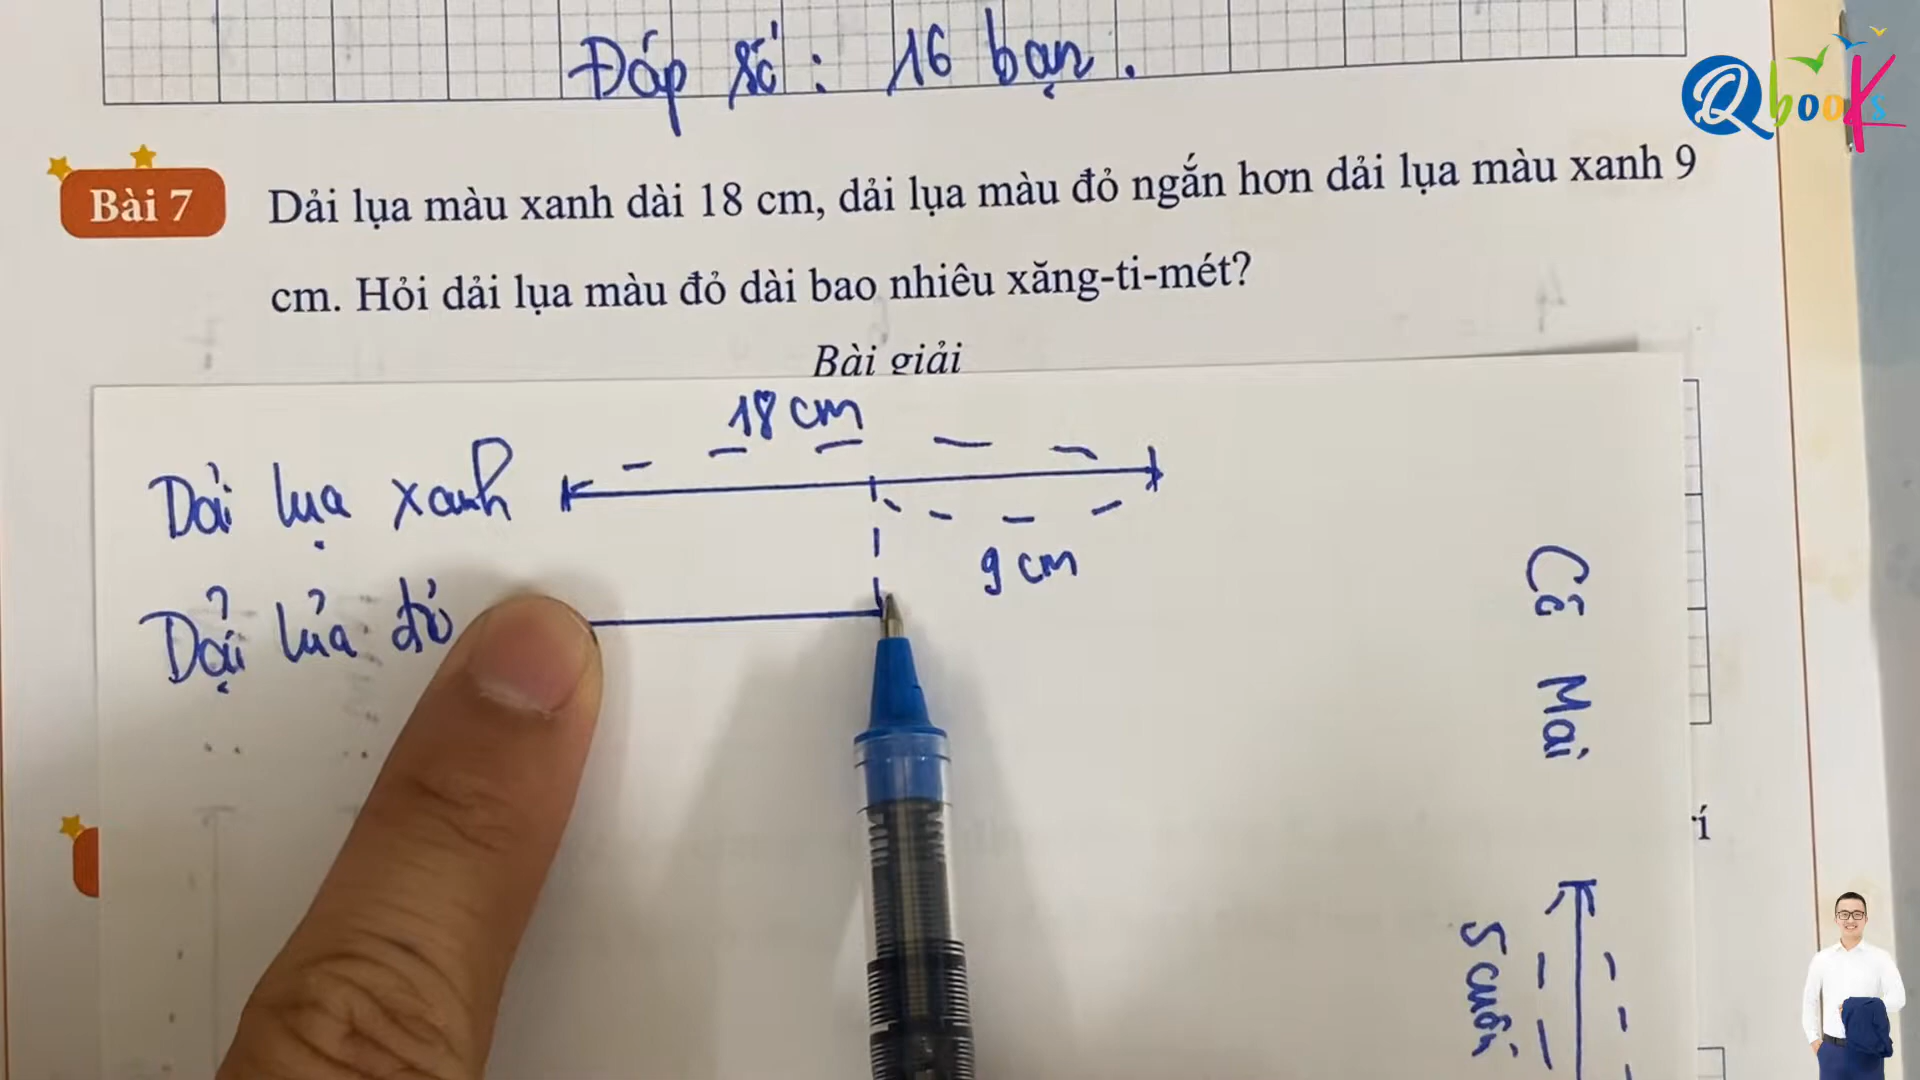 Đáp số : 16 bạn.
Qbooks
Bài 7
Dải lụa màu xanh dài 18 cm, dải lụa màu đỏ ngắn hơn dải lụa màu xanh 9
cm. Hỏi dải lụa màu đỏ dài bao nhiêu xăng-ti-mét?
Bài giải
18 cm
Dải lụa xanh
9 cm
Dải lụa đỏ
Cô Mai
5 cuốn